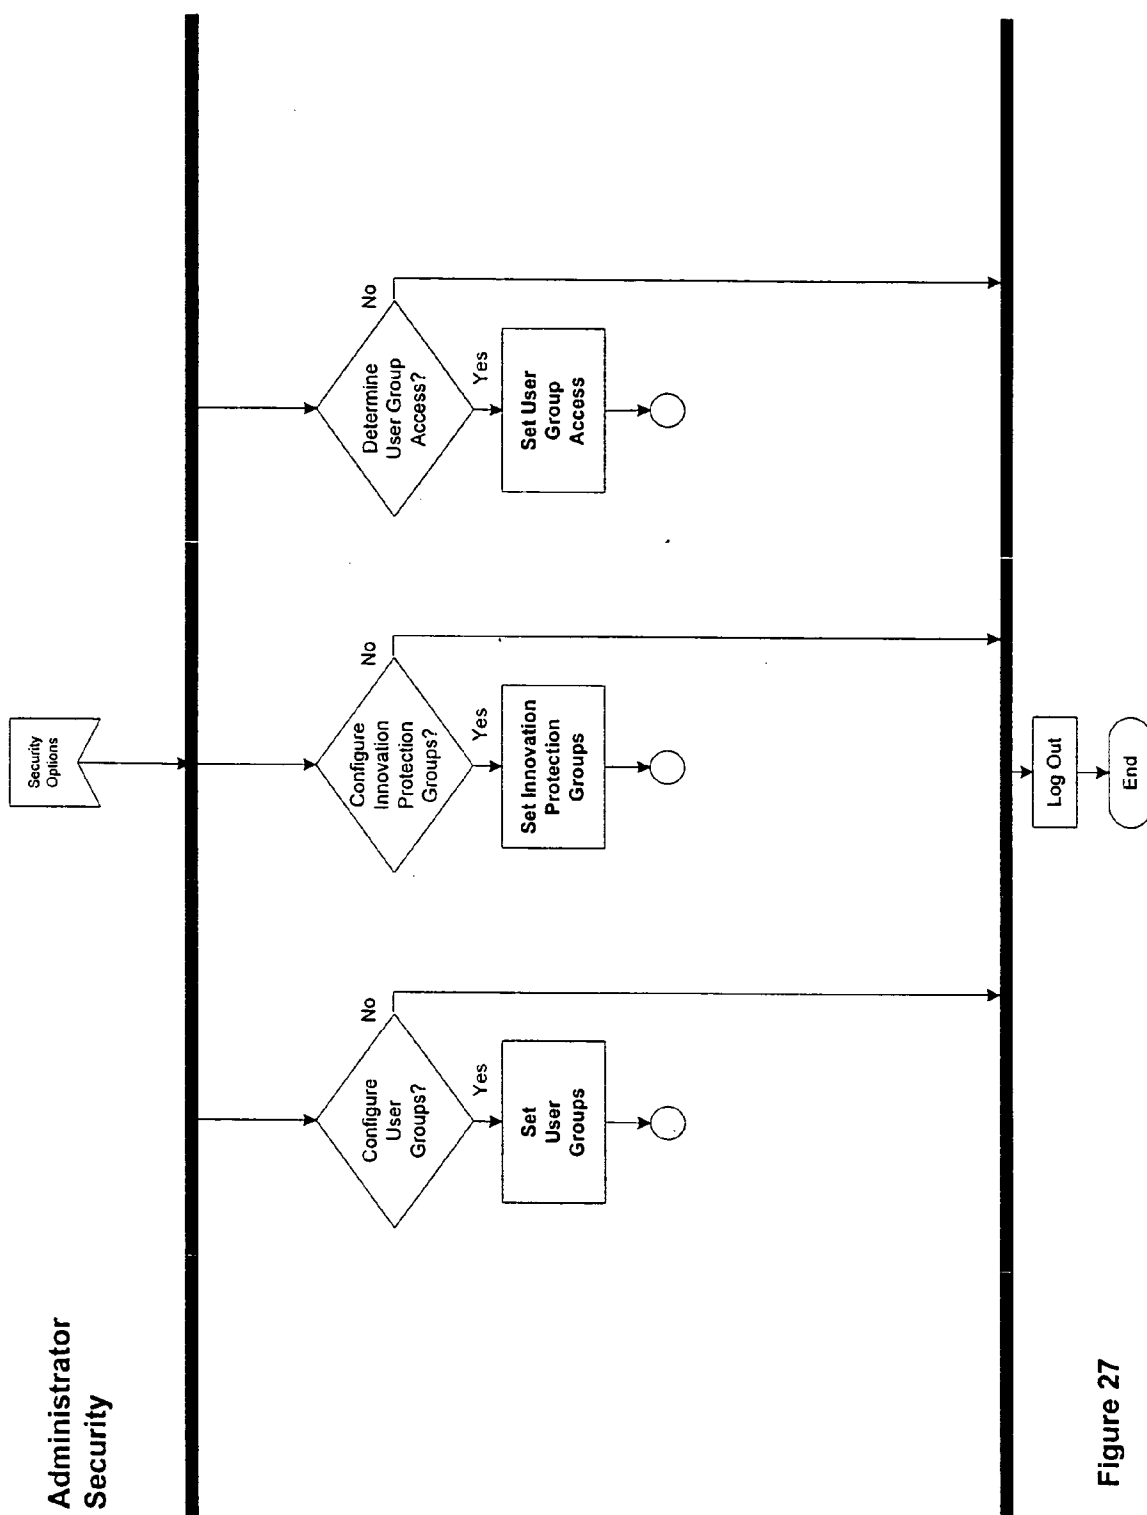 Administrator
Security
Security
Options
Configure
User
Groups?
No
Yes
Set
User
Groups
Configure
Innovation
Protection
Groups?
No
Yes
Set Innovation
Protection
Groups
Determine
User Group
Access?
No
Yes
Set User
Group
Access
Log Out
End
Figure 27